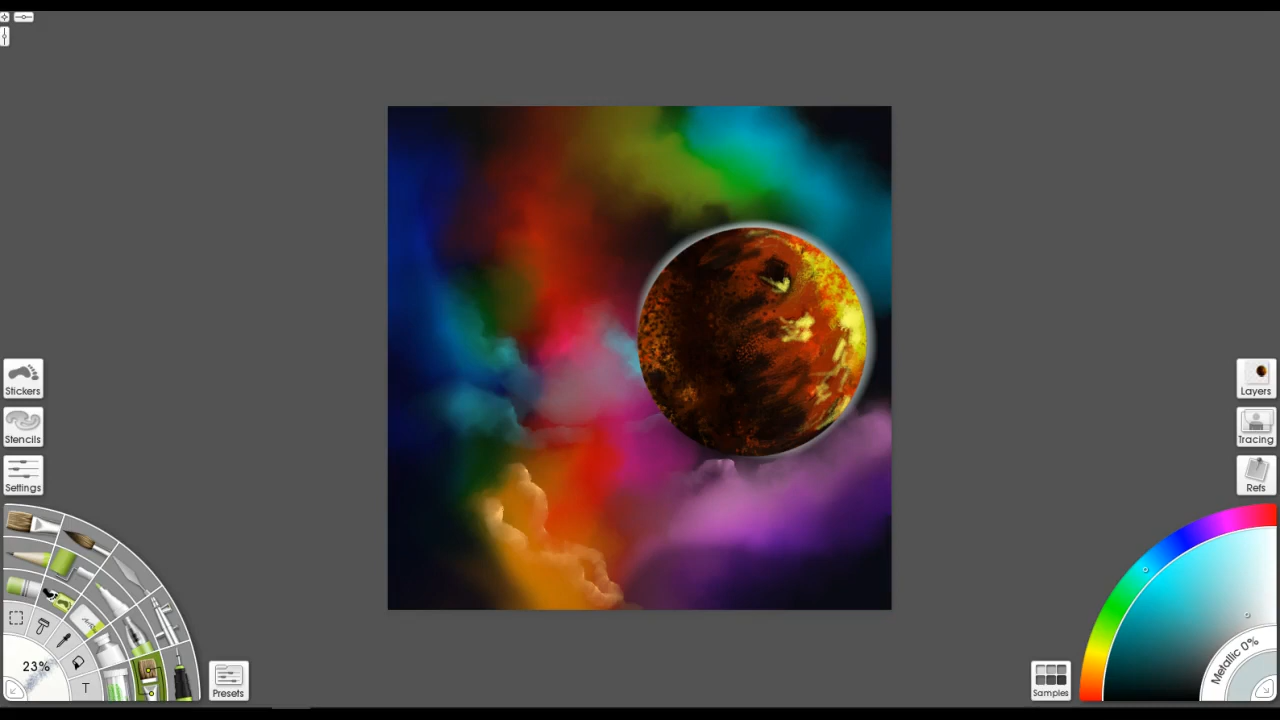 Stickers
Stencils
Settings
23%
T
Presets
Layers
Tracing
Refs
Samples
Metallic 0%